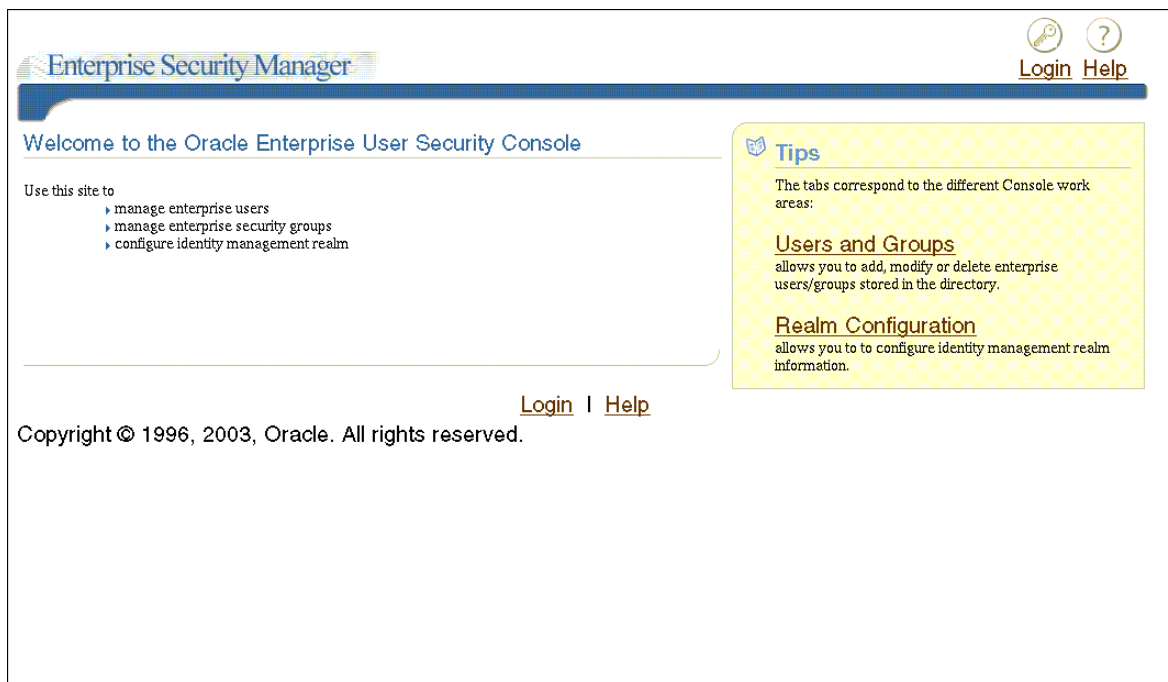 Enterprise Security Manager
Login Help
Welcome to the Oracle Enterprise User Security Console
Use this site to
manage enterprise users
manage enterprise security groups
configure identity management realm
Tips
The tabs correspond to the different Console work
areas:
Users and Groups
allows you to add, modify or delete enterprise
users/groups stored in the directory.
Realm Configuration
allows you to to configure identity management realm
information.
Login | Help
Copyright © 1996, 2003, Oracle. All rights reserved.